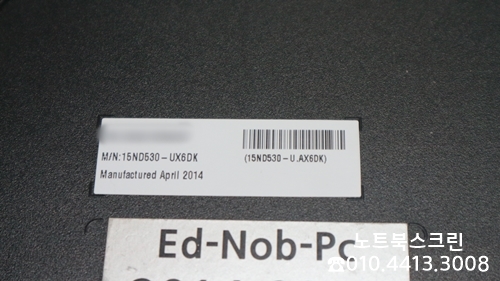 M/N:15ND530-UX6DK
(15ND530-U.AX6DK)
Manufactured April 2014
Ed-Nob-Pc
노트북스크린
☎010.4413.3008